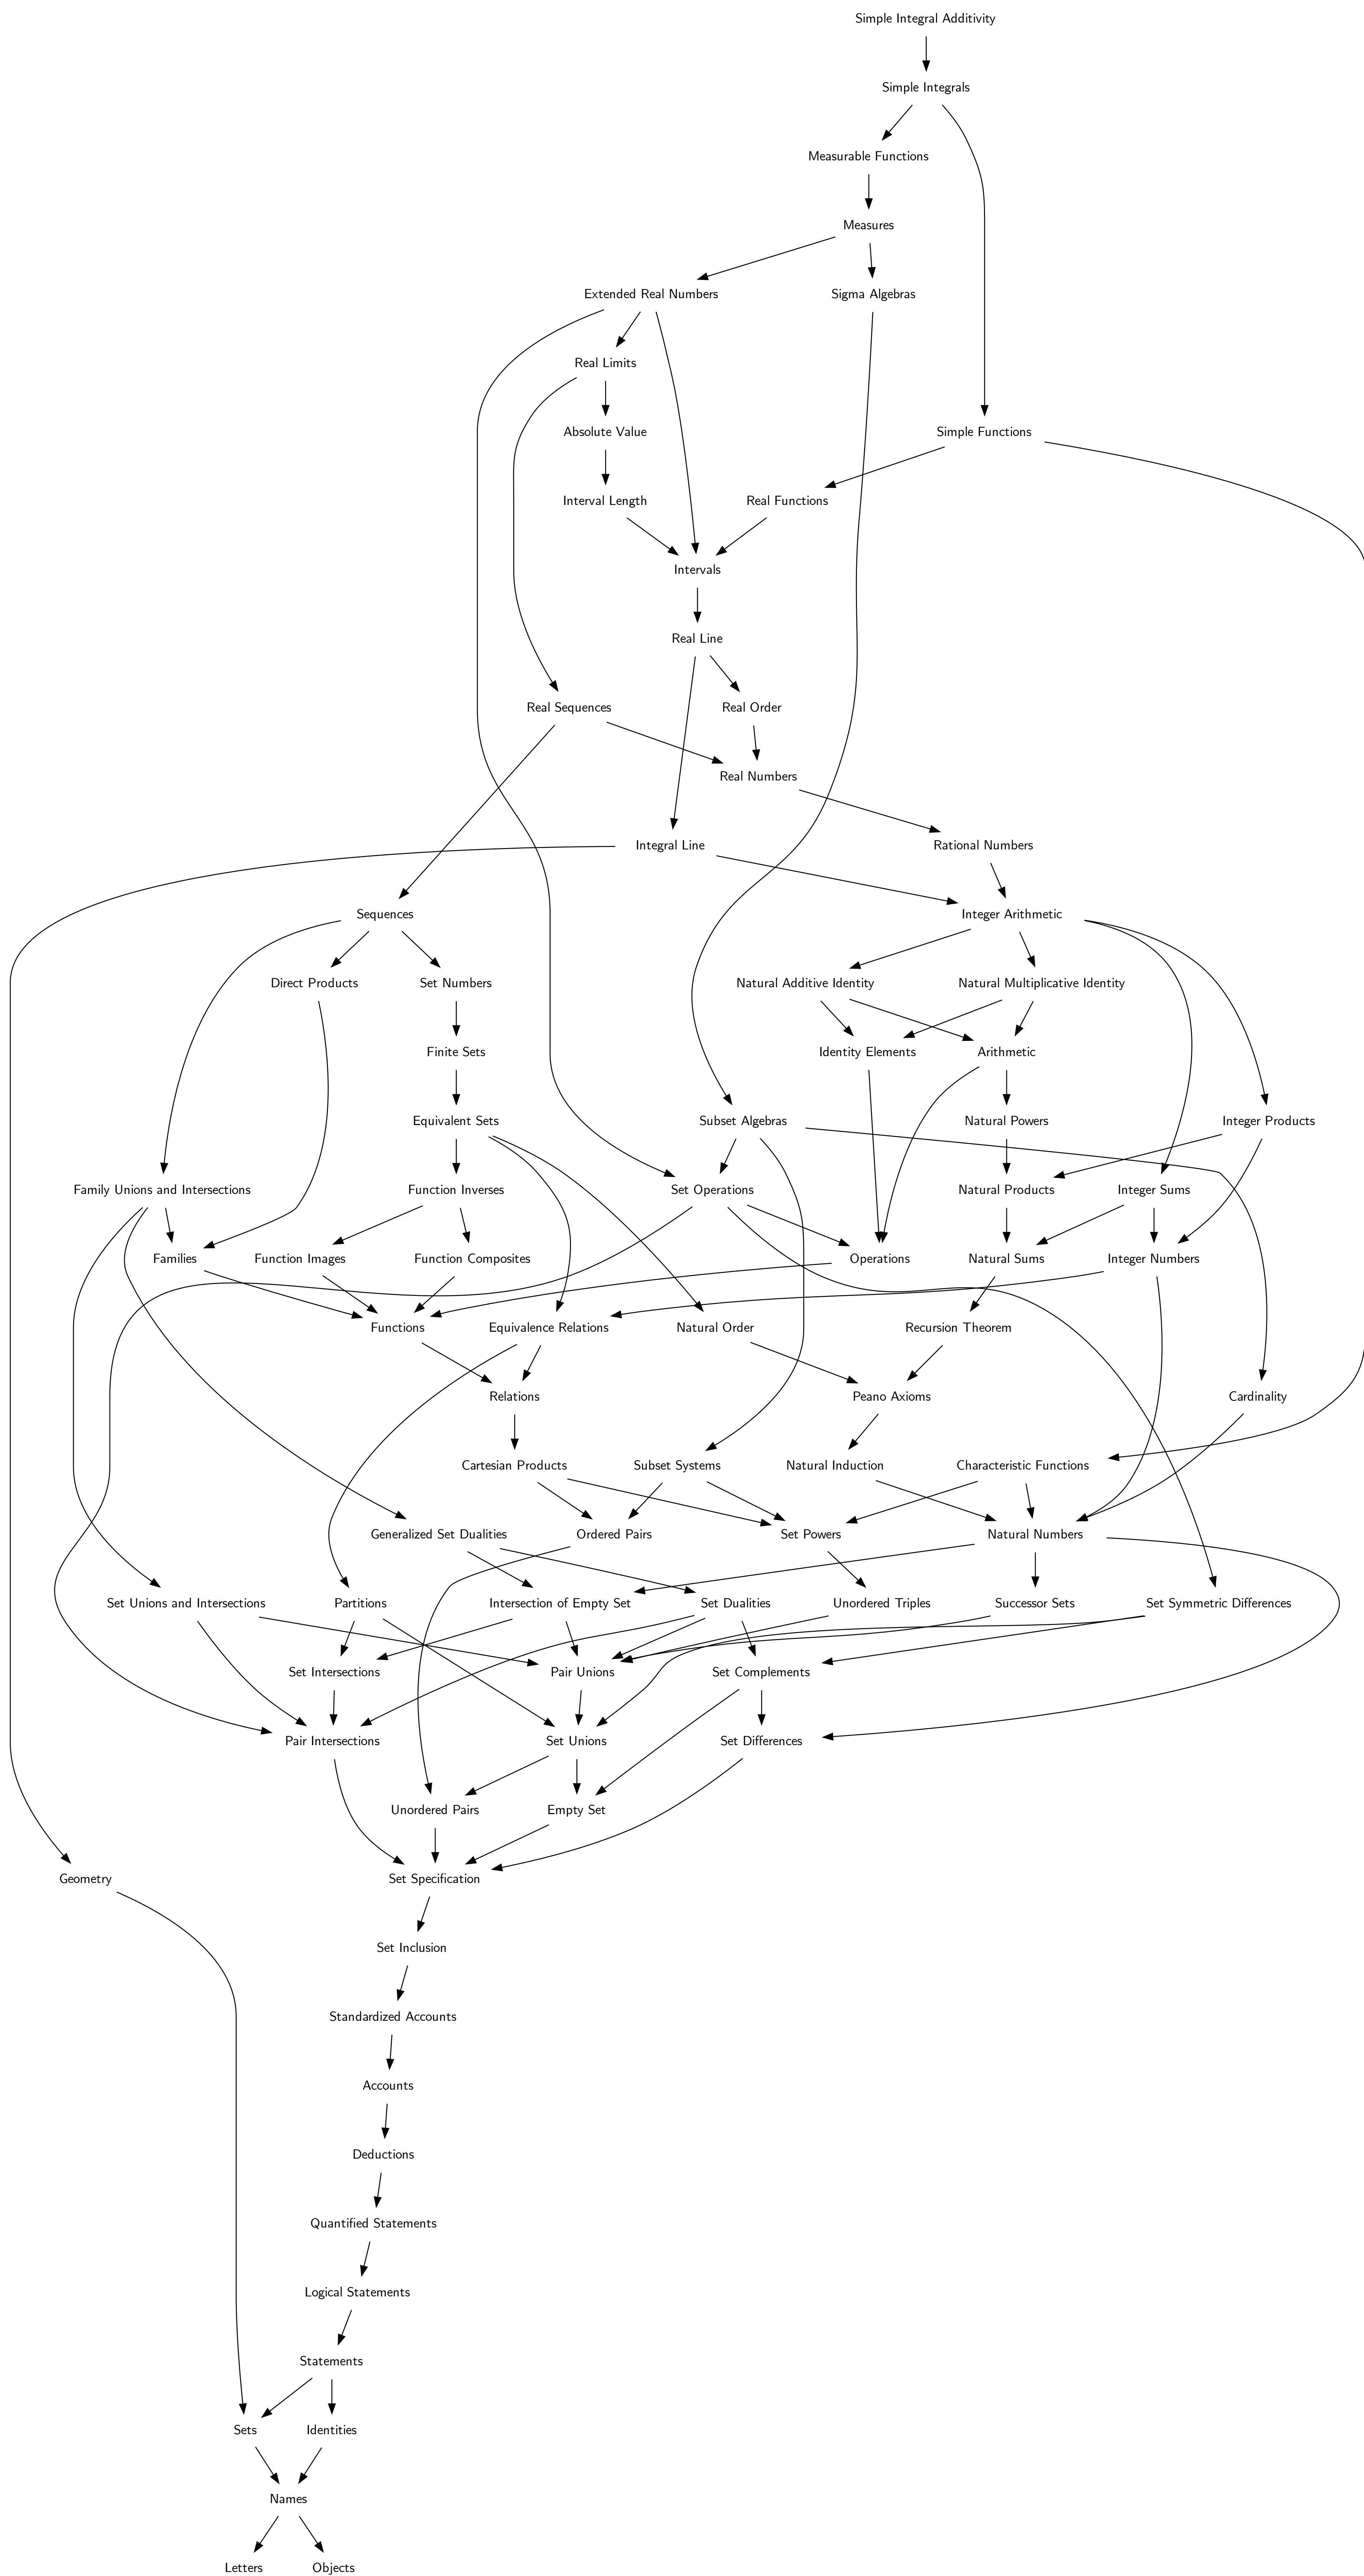 Simple Integral Additivity
Simple Integrals
Measurable Functions
Measures
Extended Real Numbers
Sigma Algebras
Real Limits
Absolute Value
Simple Functions
Interval Length
Real Functions
Intervals
Real Line
Real Sequences
Real Order
Real Numbers
Integral Line
Rational Numbers
Sequences
Integer Arithmetic
Direct Products
Set Numbers
Natural Additive Identity
Natural Multiplicative Identity
Finite Sets
Identity Elements
Arithmetic
Equivalent Sets
Subset Algebras
Natural Powers
Integer Products
Family Unions and Intersections
Function Inverses
Set Operations
Natural Products
Integer Sums
Families
Function Images
Function Composites
Operations
Natural Sums
Integer Numbers
Functions
Equivalence Relations
Natural Order
Recursion Theorem
Relations
Peano Axioms
Cardinality
Cartesian Products
Subset Systems
Natural Induction
Characteristic Functions
Generalized Set Dualities
Ordered Pairs
Set Powers
Natural Numbers
Set Unions and Intersections
Partitions
Intersection of Empty Set
Set Dualities
Unordered Triples
Successor Sets
Set Symmetric Differences
Set Intersections
Pair Unions
Set Complements
Pair Intersections
Set Unions
Set Differences
Unordered Pairs
Empty Set
Geometry
Set Specification
Set Inclusion
Standardized Accounts
Accounts
Deductions
Quantified Statements
Logical Statements
Statements
Sets
Identities
Names
Letters
Objects